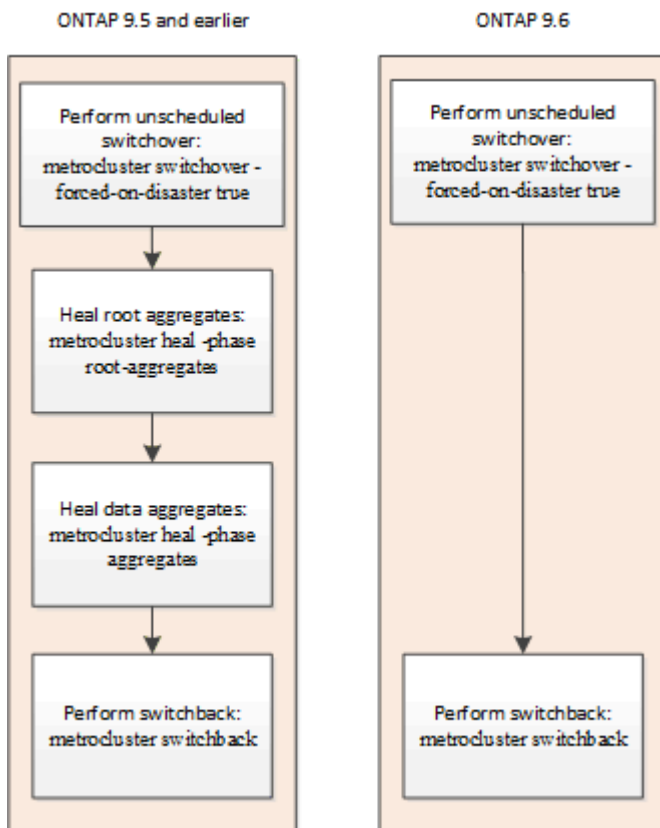 ONTAP 9.5 and earlier
Perform unscheduled
switchover:
metrocluster switchover -
forced-on-disaster true
Heal root aggregates:
metrocluster heal -phase
root-aggregates
Heal data aggregates:
metrocluster heal -phase
aggregates
Perform switchback:
metrocluster switchback
ONTAP 9.6
Perform unscheduled
switchover:
metrocluster switchover -
forced-on-disaster true
Perform switchback:
metrocluster switchback